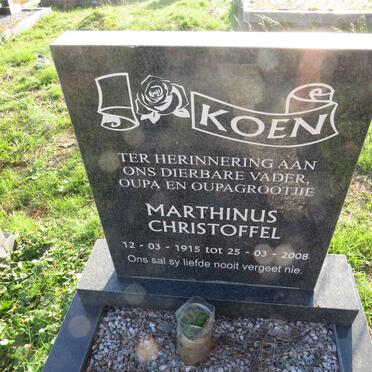 KOEN
TER HERINNERING AAN
ONS DIERBARE VADER,
OUPA EN OUPAGROOTJIE
MARTHINUS
CHRISTOFFEL
12 - 03 - 1915 tot 25 - 03 - 2008
Ons sal sy liefde nooit vergeet nie.